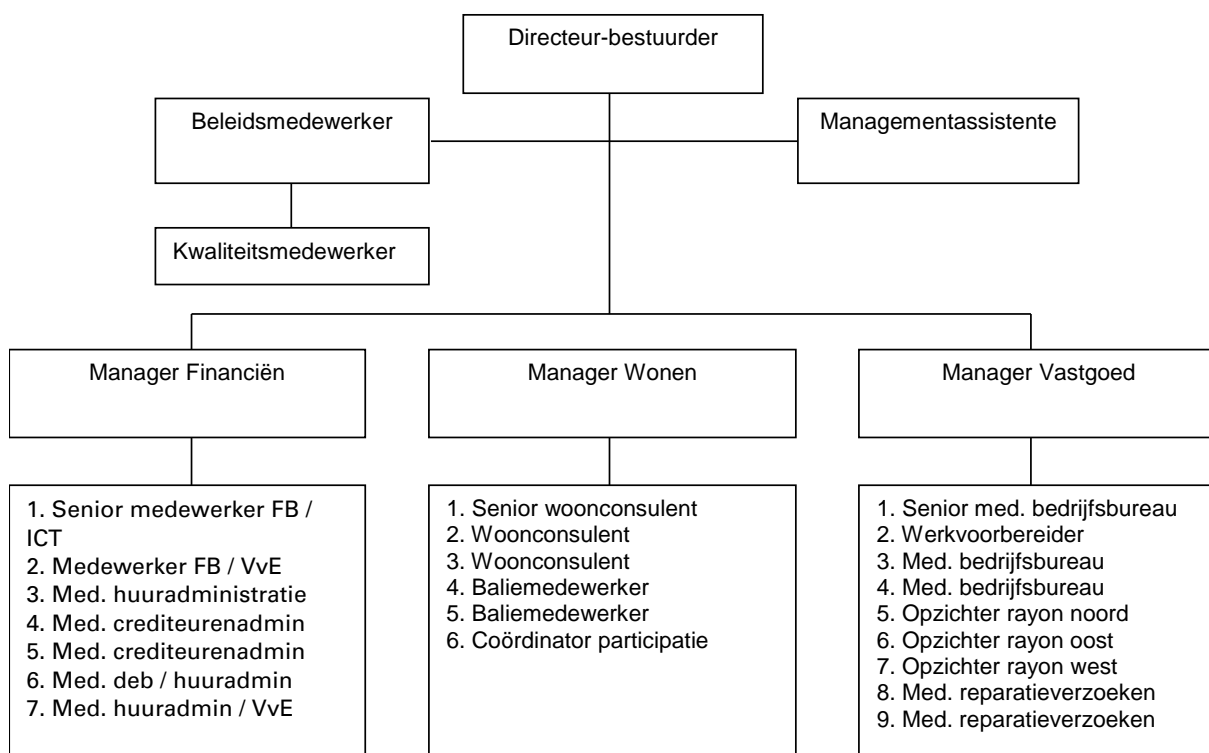 Directeur-bestuurder
Beleidsmedewerker
Managementassistente
Kwaliteitsmedewerker
Manager Financiën
Manager Wonen
Manager Vastgoed
1. Senior medewerker FB /
ICT
2. Medewerker FB / VvE
3. Med. huuradministratie
4. Med. crediteurenadmin
5. Med. crediteurenadmin
6. Med. deb / huuradmin
7. Med. huuradmin / VvE
1. Senior woonconsulent
2. Woonconsulent
3. Woonconsulent
4. Baliemedewerker
5. Baliemedewerker
6. Coördinator participatie
1. Senior med. bedrijfsbureau
2. Werkvoorbereider
3. Med. bedrijfsbureau
4. Med. bedrijfsbureau
5. Opzichter rayon noord
6. Opzichter rayon oost
7. Opzichter rayon west
8. Med. reparatieverzoeken
9. Med. reparatieverzoeken